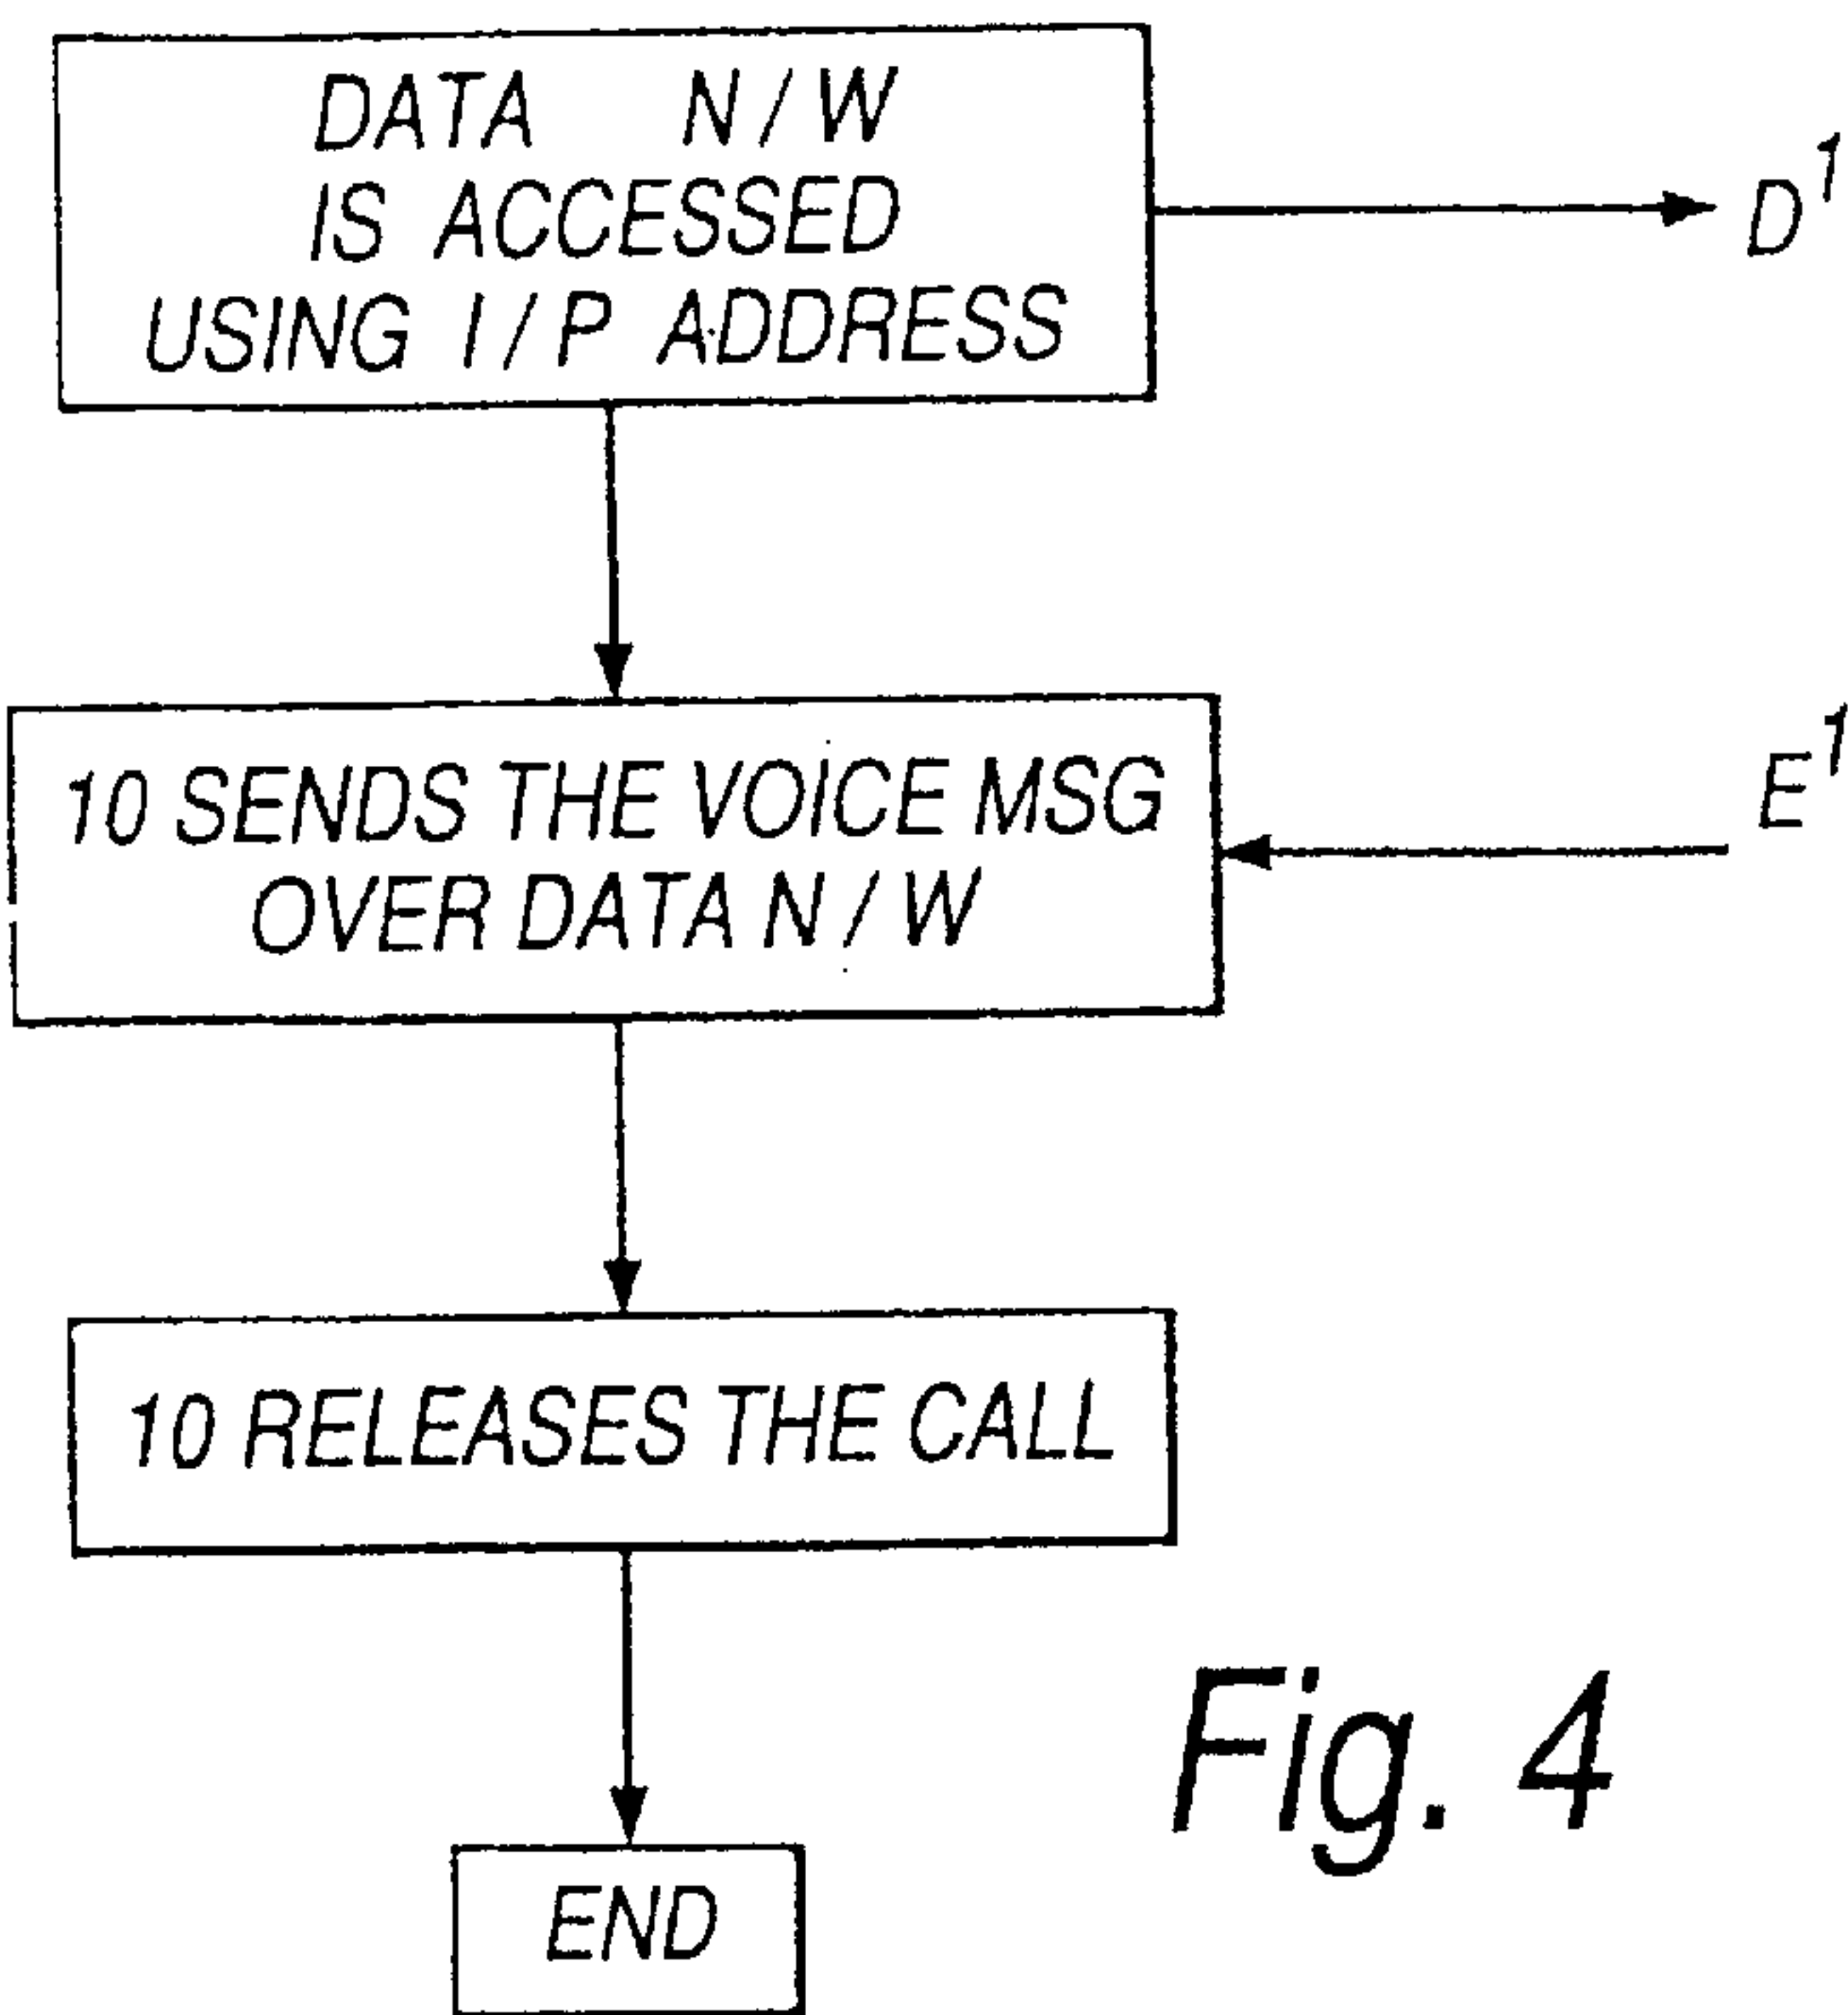 DATA N/W
IS ACCESSED
USING I/P ADDRESS
D1
10 SENDS THE VOICE MSG
OVER DATA N/W
E1
10 RELEASES THE CALL
END
Fig. 4